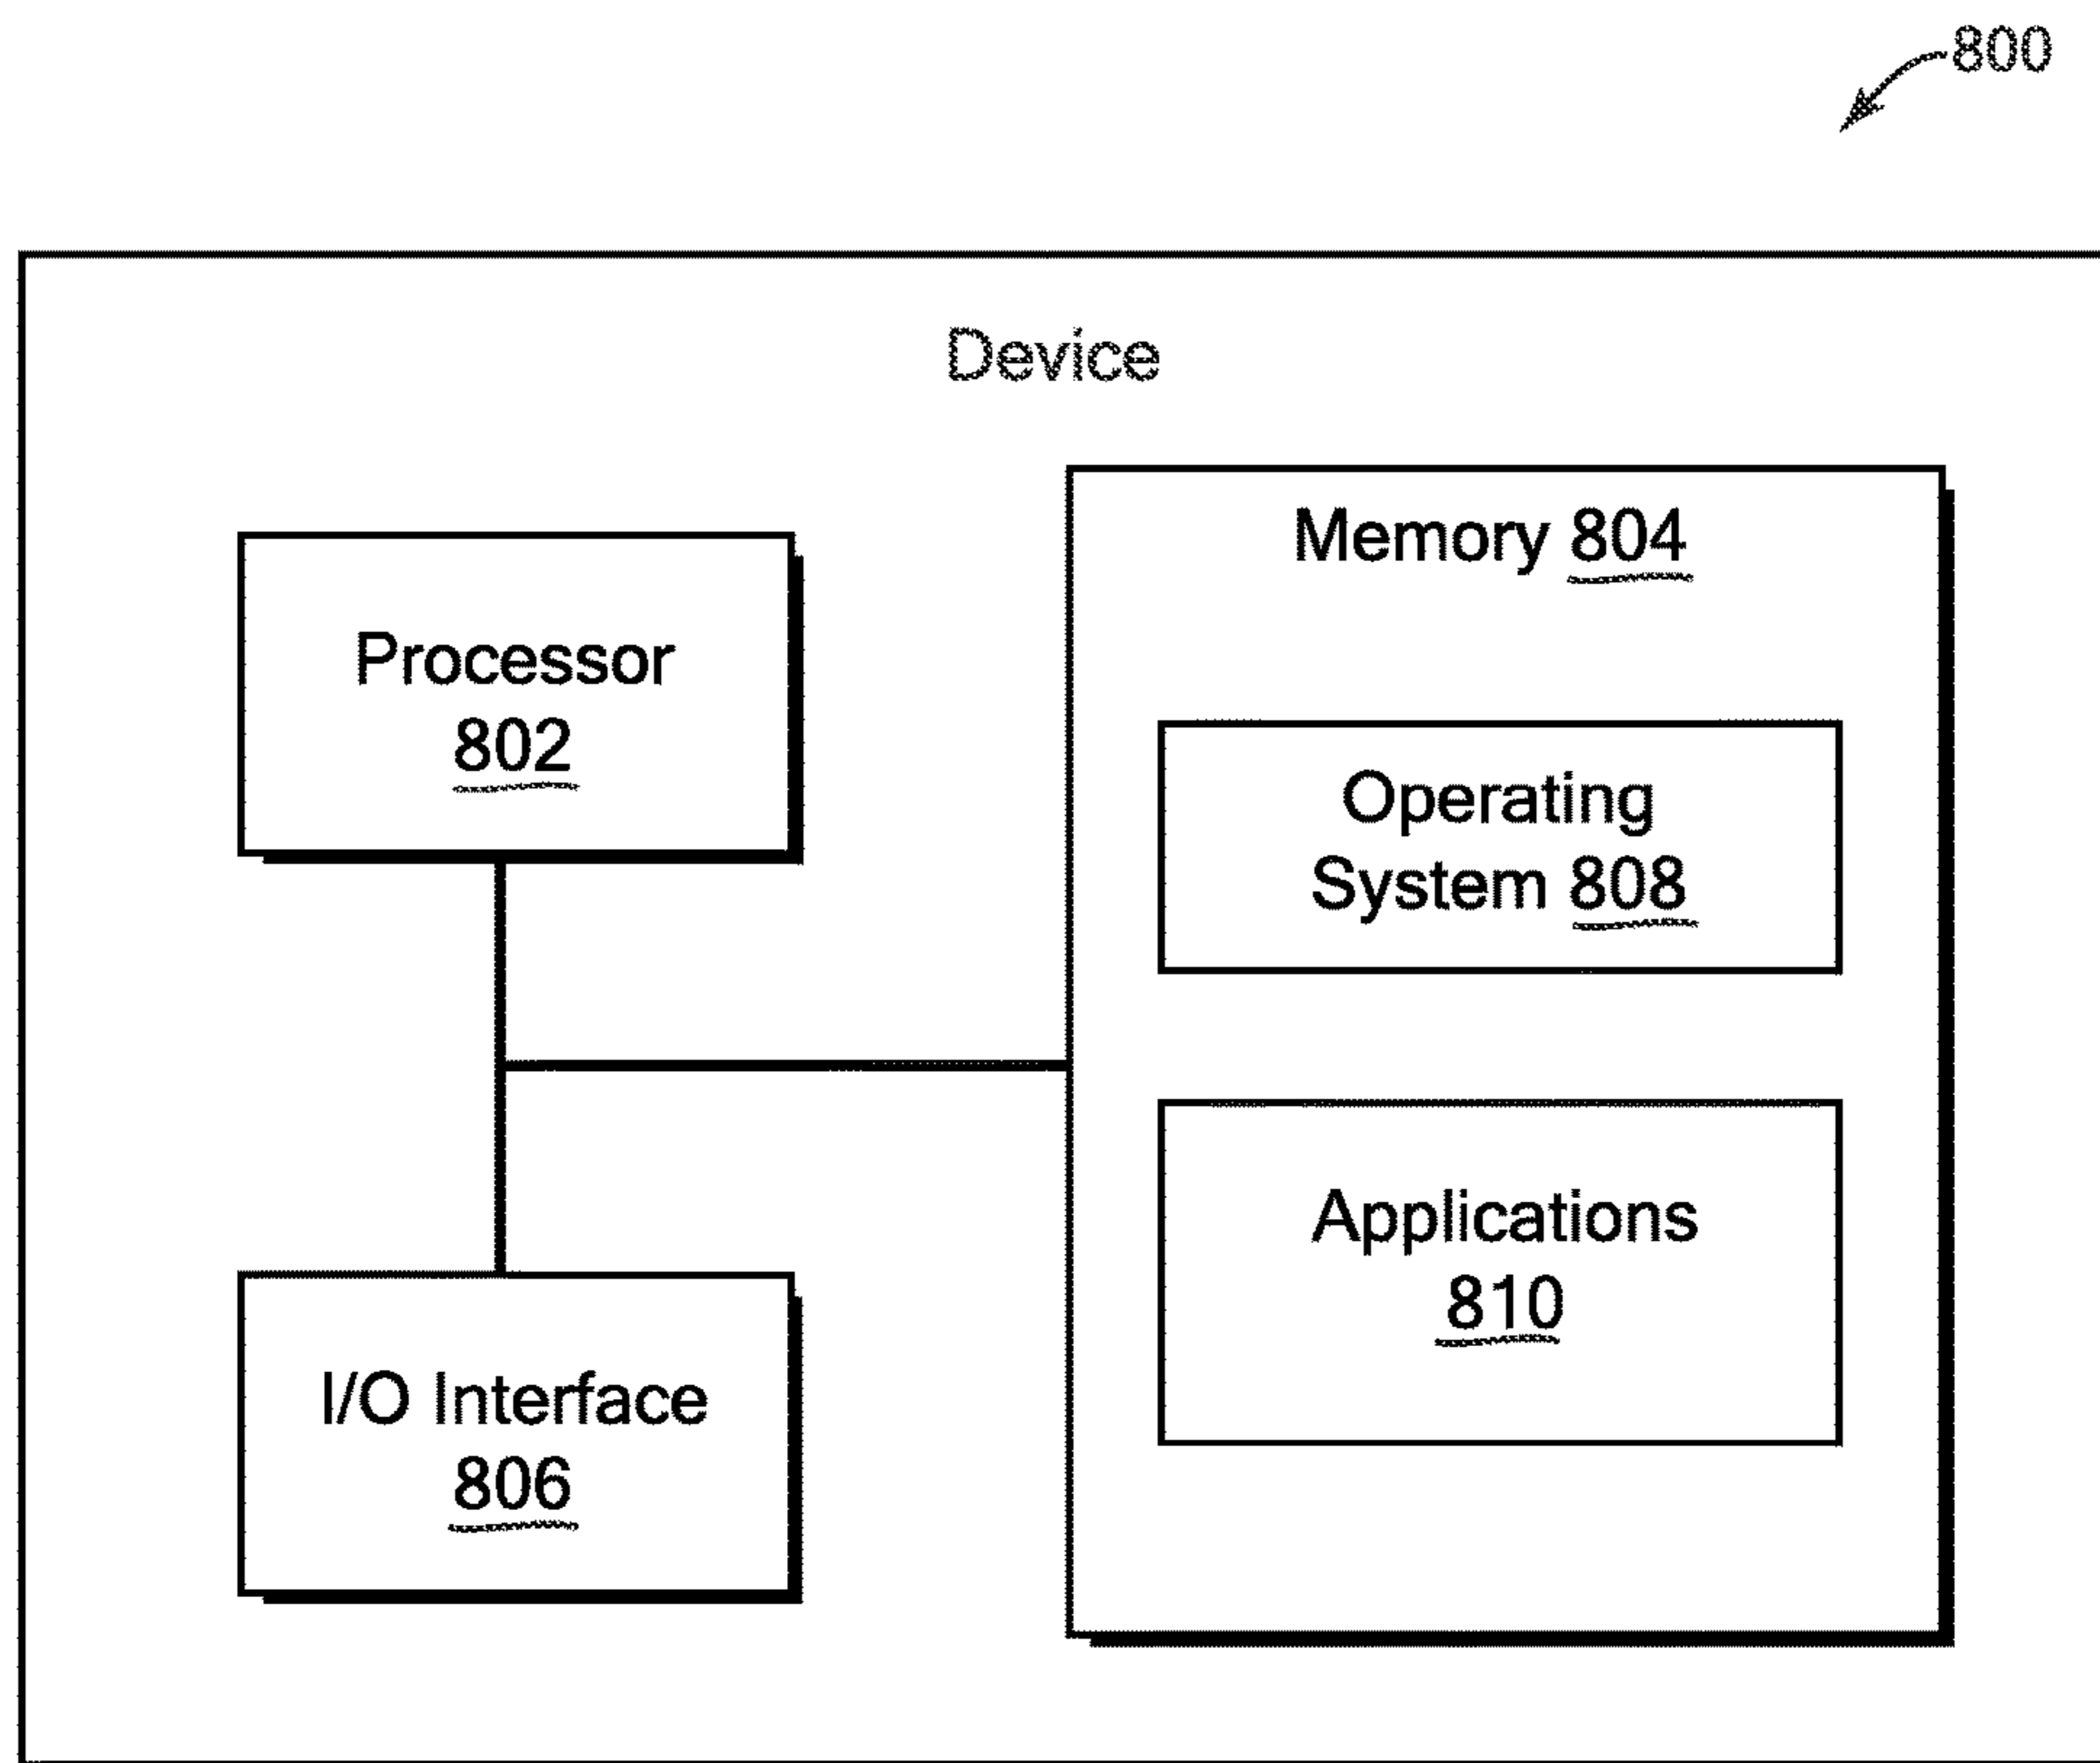 800
Device
Processor
802
Memory 804
Operating
System 808
Applications
810
I/O Interface
806